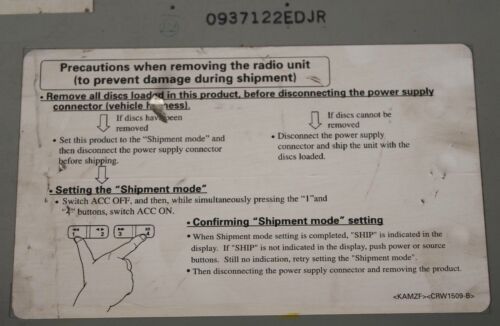 0937122EDJR
Precautions when removing the radio unit
(to prevent damage during shipment)
• Remove all discs loaded in this product, before disconnecting the power supply
connector (vehicle harness).
If discs have been
removed
• Set this product to the "Shipment mode" and
then disconnect the power supply connector
before shipping.
If discs cannot be
removed
• Disconnect the power supply
connector and ship the unit with the
discs loaded.
• Setting the "Shipment mode"
• Switch ACC OFF, and then, while simultaneously pressing the "1"and
"4" buttons, switch ACC ON.
1 2 3 4
• Confirming "Shipment mode" setting
• When Shipment mode setting is completed, "SHIP" is indicated in the
display. If "SHIP" is not indicated in the display, push power or source
buttons. Still no indication, retry setting the "Shipment mode".
• Then disconnecting the power supply connector and removing the product.
<KAMZF><CRW1509-B>